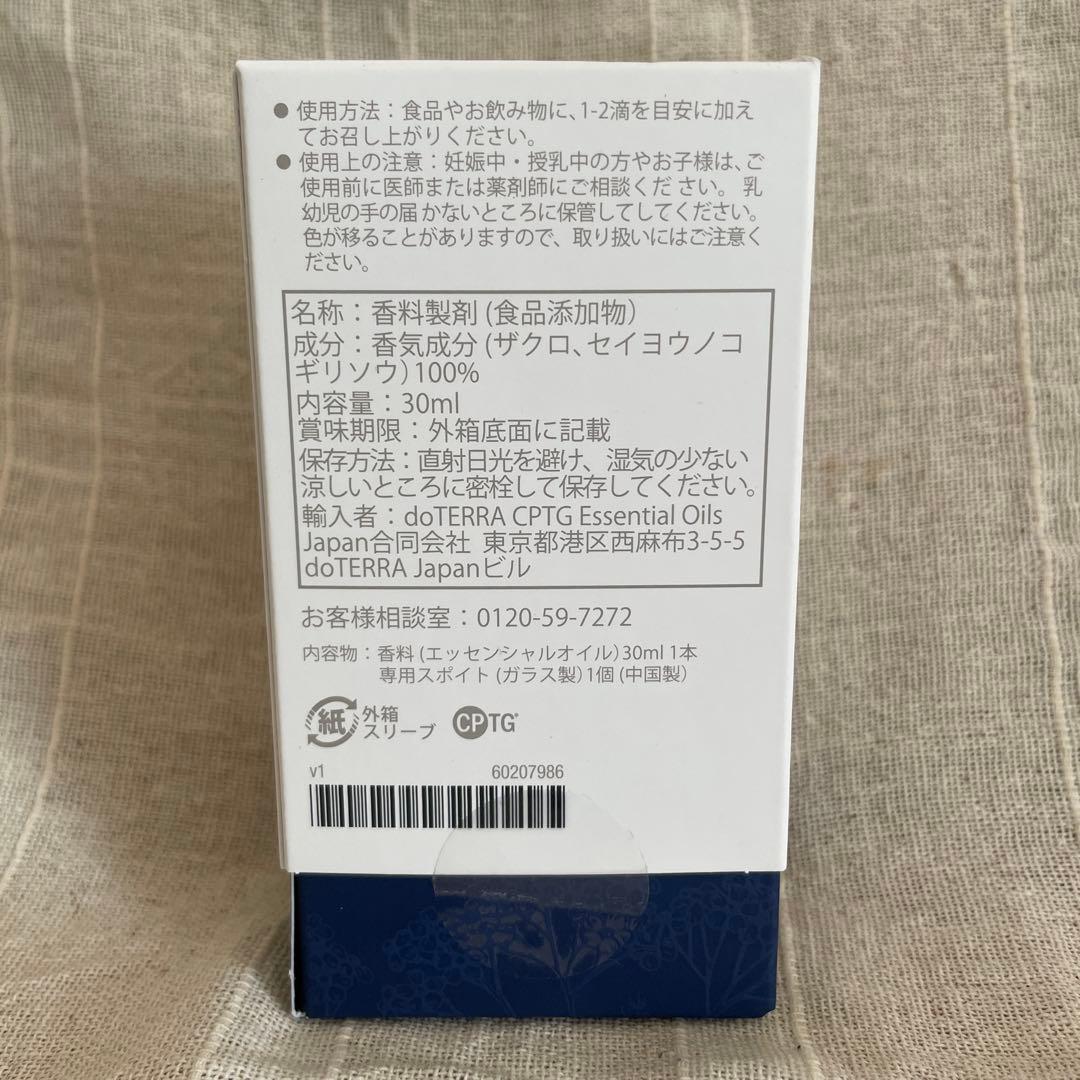 ● 使用方法：食品やお飲み物に、1-2滴を目安に加え
てお召し上がりください。
● 使用上の注意：妊娠中・授乳中の方やお子様は、ご
使用前に医師または薬剤師にご相談くだ さい。 乳
幼児の手の届 かないところに保管してしてください。
色が移ることがありますので、取り扱いにはご注意く
ださい。
名称：香料製剤 (食品添加物)
成分：香気成分 (ザクロ、セイヨウノコ
ギリソウ) 100%
内容量：30ml
賞味期限：外箱底面に記載
保存方法：直射日光を避け、湿気の少ない
涼しいところに密栓して保存してください。
輸入者：doTERRA CPTG Essential Oils
Japan合同会社 東京都港区西麻布3-5-5
doTERRA Japanビル
お客様相談室：0120-59-7272
内容物：香料 (エッセンシャルオイル) 30ml 1本
専用スポイト (ガラス製) 1個 (中国製)
紙 外箱
スリーブ
CPTG
v1 60207986